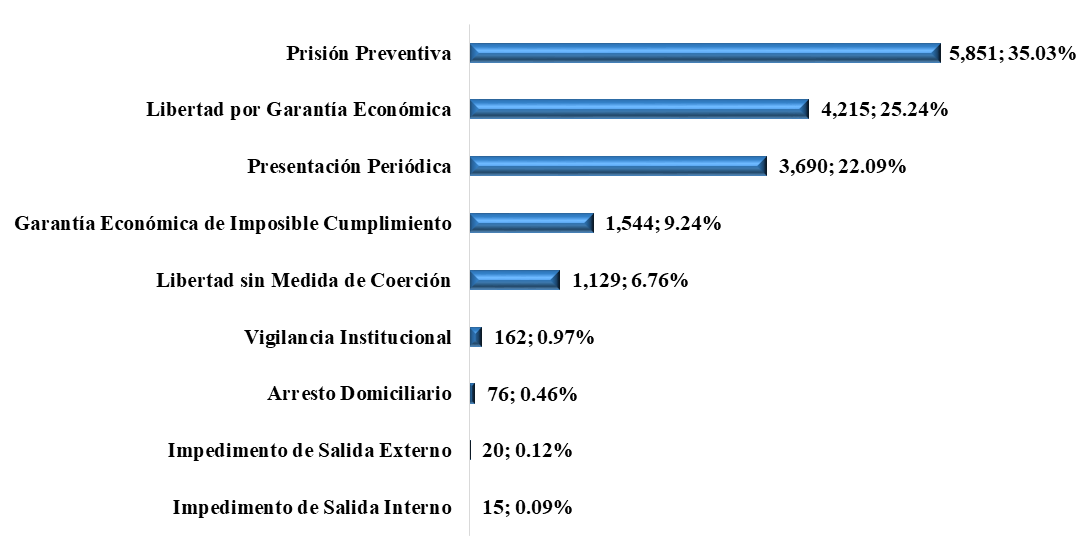 Prisión Preventiva 5,851; 35.03%
Libertad por Garantía Económica 4,215; 25.24%
Presentación Periódica 3,690; 22.09%
Garantía Económica de Imposible Cumplimiento 1,544; 9.24%
Libertad sin Medida de Coerción 1,129; 6.76%
Vigilancia Institucional 162; 0.97%
Arresto Domiciliario 76; 0.46%
Impedimento de Salida Externo 20; 0.12%
Impedimento de Salida Interno 15; 0.09%